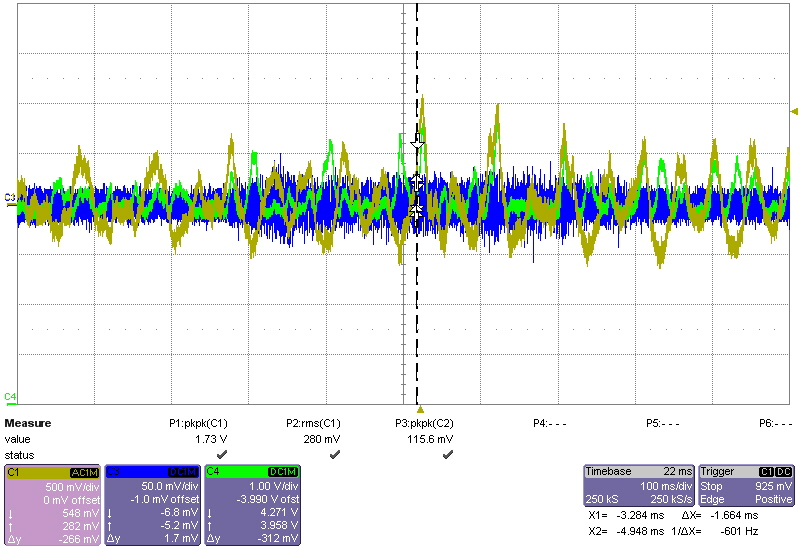 C3
C4
Measure P1:pkpk(C1) P2:rms(C1) P3:pkpk(C2) P4:- - - P5:- - - P6:- - -
value 1.73 V 280 mV 115.6 mV
status ✓ ✓ ✓
C1 AC1M C3 DC1M C4 DC1M Timebase 22 ms Trigger C1 DC
500 mV/div 50.0 mV/div 1.00 V/div 100 ms/div Stop 925 mV
0 mV offset -1.0 mV offset -3.990 V ofst 250 kS 250 kS/s Edge Positive
↓ 548 mV ↓ -6.8 mV ↓ 4.271 V X1= -3.284 ms ΔX= -1.664 ms
↑ 282 mV ↑ -5.2 mV ↑ 3.958 V X2= -4.948 ms 1/ΔX= -601 Hz
Δy -266 mV Δy 1.7 mV Δy -312 mV